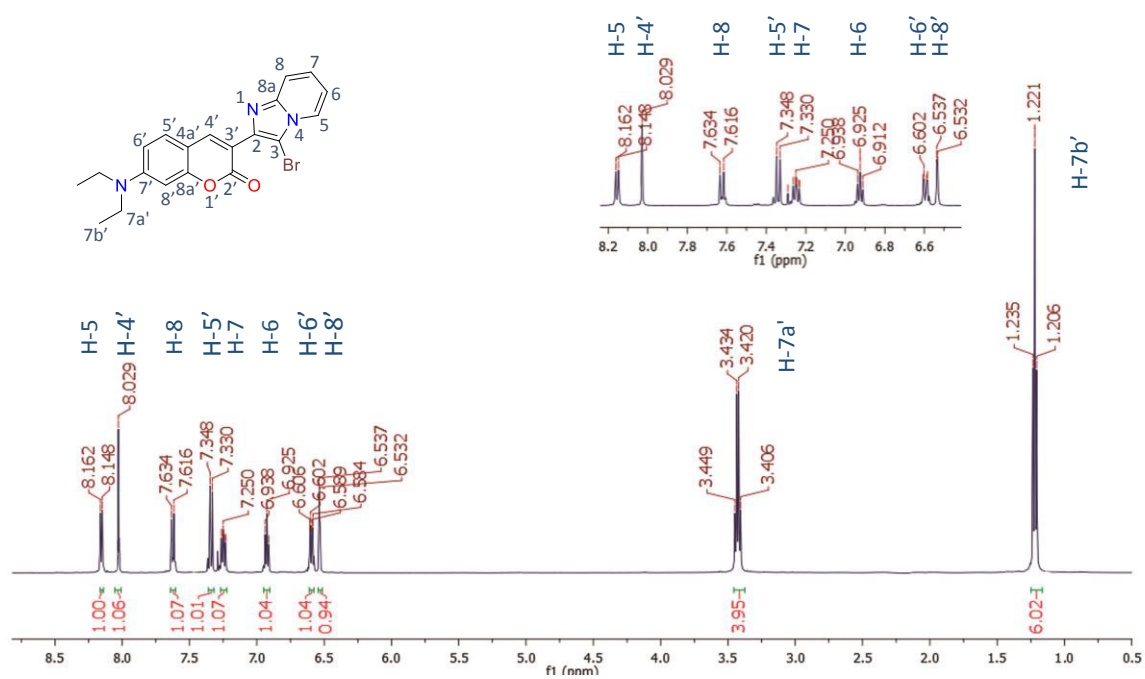 H-5
H-4'
H-8
H-5'
H-7
H-6
H-6'
H-8'
8.162
8.148
8.029
7.634
7.616
7.348
7.330
7.250
6.938
6.925
6.912
6.602
6.537
6.532
8.2 8.0 7.8 7.6 7.4 7.2 7.0 6.8 6.6
f1 (ppm)
8
7
8a
6
1
N
5
5'
4'
4a'
3'
2
N
4
6'
3
Br
N
7'
8'
8a'
O
1'
2'
O
7a'
7b'
H-5
H-4'
H-8
H-5'
H-7
H-6
H-6'
H-8'
H-7a'
H-7b'
8.162
8.148
8.029
7.634
7.616
7.348
7.330
7.250
6.938
6.925
6.606
6.602
6.589
6.584
6.537
6.532
3.449
3.434
3.420
3.406
1.235
1.221
1.206
1.00
1.06
1.07
1.01
1.07
1.04
1.04
0.94
3.95
6.02
8.5 8.0 7.5 7.0 6.5 6.0 5.5 5.0 4.5 4.0 3.5 3.0 2.5 2.0 1.5 1.0 0.5
f1 (ppm)